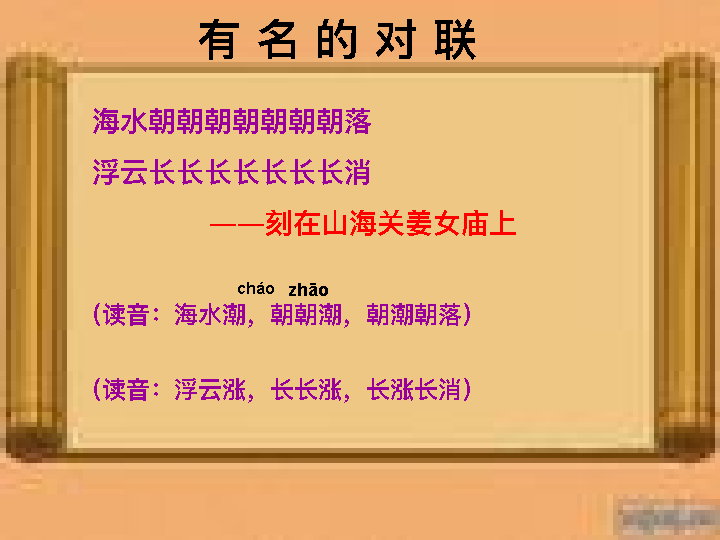 有名的对联
海水朝朝朝朝朝朝朝落
浮云长长长长长长长消
——刻在山海关姜女庙上
cháo zhāo
（读音：海水潮，朝朝潮，朝潮朝落）
（读音：浮云涨，长长涨，长涨长消）